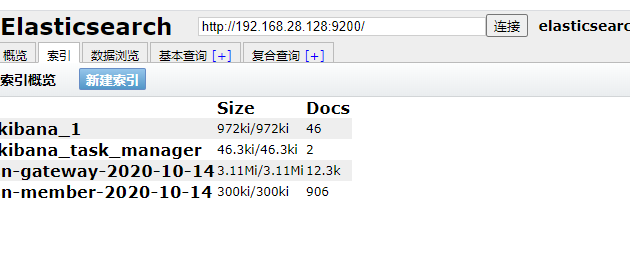 Elasticsearch http://192.168.28.128:9200/ 连接 elasticsearc
概览 索引 数据浏览 基本查询 [+] 复合查询 [+]
索引概览 新建索引
Size Docs
kibana_1 972ki/972ki 46
kibana_task_manager 46.3ki/46.3ki 2
n-gateway-2020-10-14 3.11Mi/3.11Mi 12.3k
n-member-2020-10-14 300ki/300ki 906